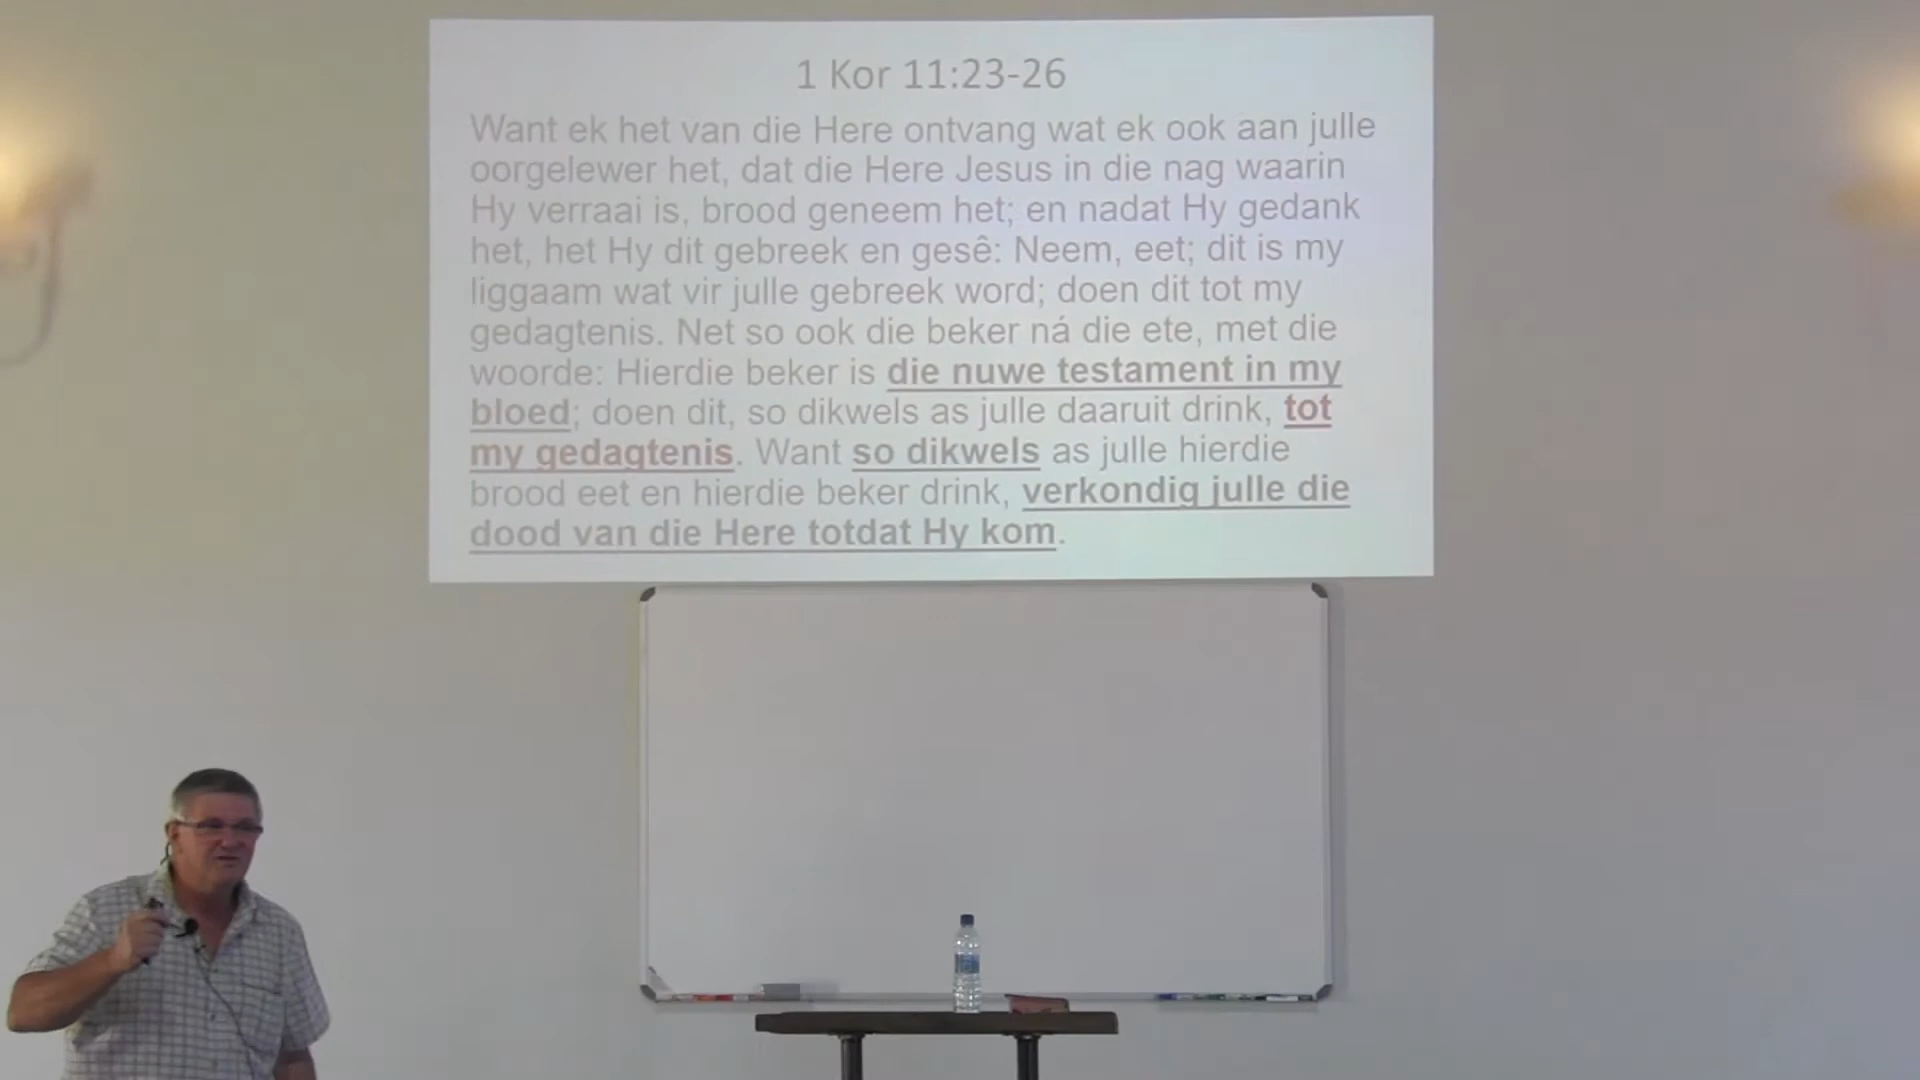 1 Kor 11:23-26
Want ek het van die Here ontvang wat ek ook aan julle
oorgelewer het, dat die Here Jesus in die nag waarin
Hy verraai is, brood geneem het; en nadat Hy gedank
het, het Hy dit gebreek en gesê: Neem, eet; dit is my
liggaam wat vir julle gebreek word; doen dit tot my
gedagtenis. Net so ook die beker ná die ete, met die
woorde: Hierdie beker is die nuwe testament in my
bloed; doen dit, so dikwels as julle daaruit drink, tot
my gedagtenis. Want so dikwels as julle hierdie
brood eet en hierdie beker drink, verkondig julle die
dood van die Here totdat Hy kom.